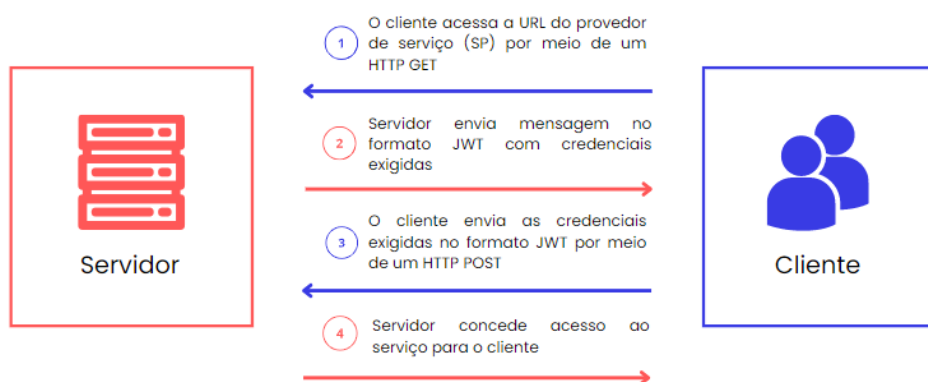 O cliente acessa a URL do provedor
1
de serviço (SP) por meio de um
HTTP GET
Servidor envia mensagem no
2
formato JWT com credenciais
exigidas
O cliente envia as credenciais
3
exigidas no formato JWT por meio
de um HTTP POST
Servidor
Cliente
4
Servidor concede acesso ao
serviço para o cliente